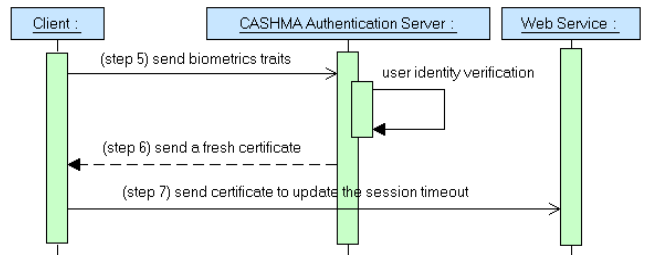 Client :
CASHMA Authentication Server :
Web Service :
(step 5) send biometrics traits
user identity verification
(step 6) send a fresh certificate
(step 7) send certificate to update the session timeout